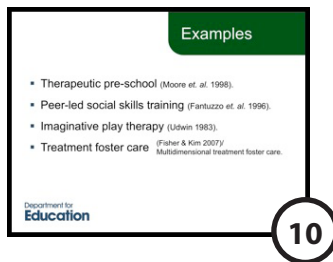 Examples
▪ Therapeutic pre-school (Moore et. al. 1998).
▪ Peer-led social skills training (Fantuzzo et. al. 1996).
▪ Imaginative play therapy (Udwin 1983).
▪ Treatment foster care (Fisher & Kim 2007)/
Multidimensional treatment foster care.
Department for
Education
10